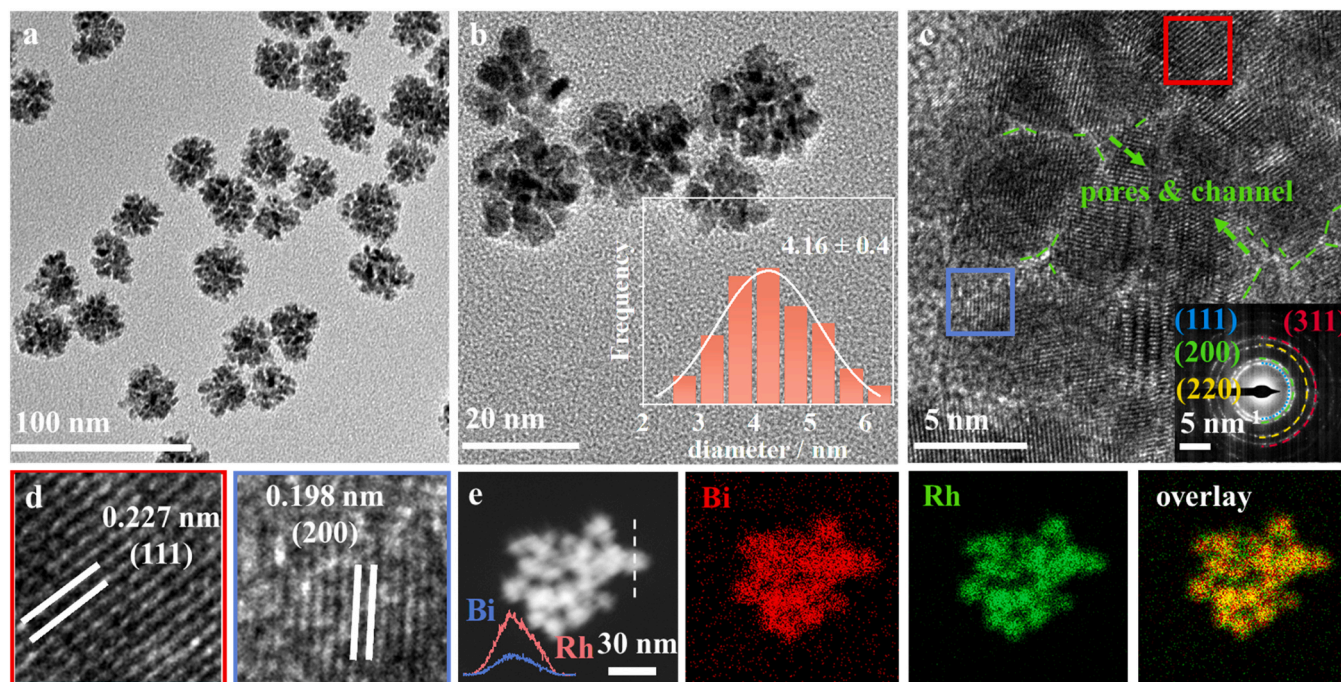 a
100 nm
b
4.16 ± 0.4
Frequency
2 3 4 5 6
diameter / nm
20 nm
c
pores & channel
5 nm
(111)
(311)
(200)
(220)
5 nm-1
d
0.227 nm
(111)
0.198 nm
(200)
e
Bi
Rh
30 nm
Bi
Rh
overlay